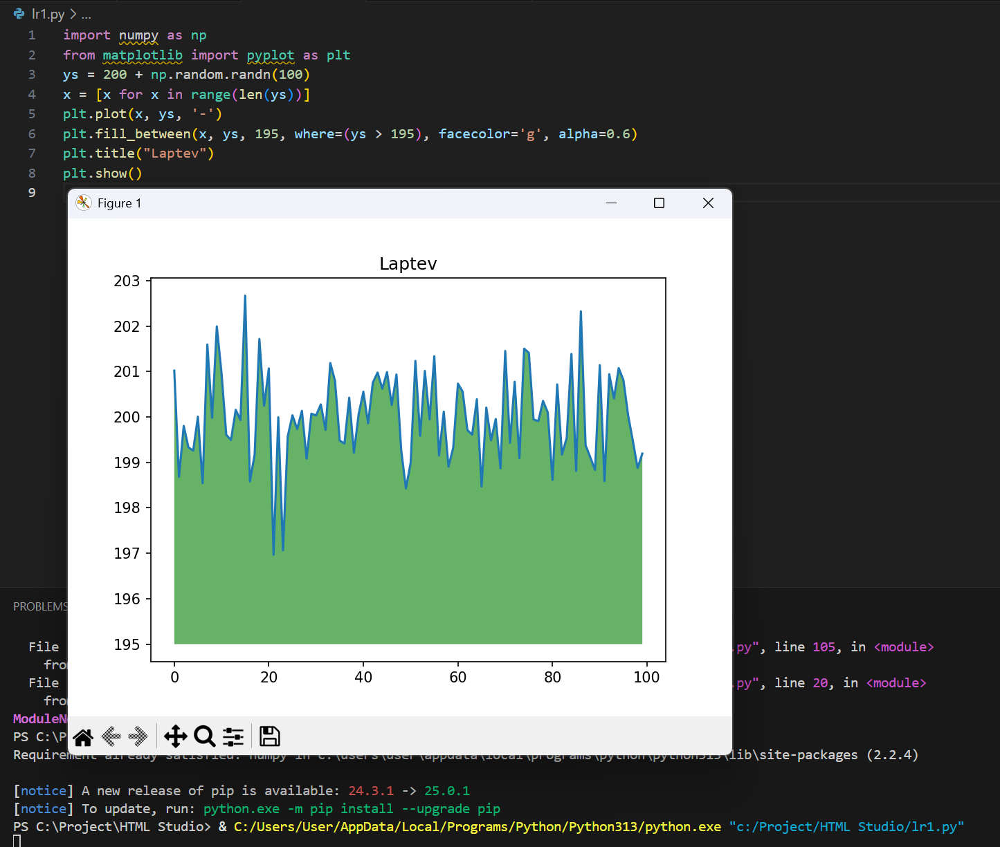 lr1.py > ...
1 import numpy as np
2 from matplotlib import pyplot as plt
3 ys = 200 + np.random.randn(100)
4 x = [x for x in range(len(ys))]
5 plt.plot(x, ys, '-')
6 plt.fill_between(x, ys, 195, where=(ys > 195), facecolor='g', alpha=0.6)
7 plt.title("Laptev")
8 plt.show()
9
Figure 1
Laptev
203
202
201
200
199
198
197
196
195
0 20 40 60 80 100
PROBLEMS
File .py", line 105, in <module>
fro
File .py", line 20, in <module>
fro
ModuleN
PS C:\P
Requirement already satisfied: numpy in c:\users\user\appdata\local\programs\python\python313\lib\site-packages (2.2.4)
[notice] A new release of pip is available: 24.3.1 -> 25.0.1
[notice] To update, run: python.exe -m pip install --upgrade pip
PS C:\Project\HTML Studio> & C:/Users/User/AppData/Local/Programs/Python/Python313/python.exe "c:/Project/HTML Studio/lr1.py"